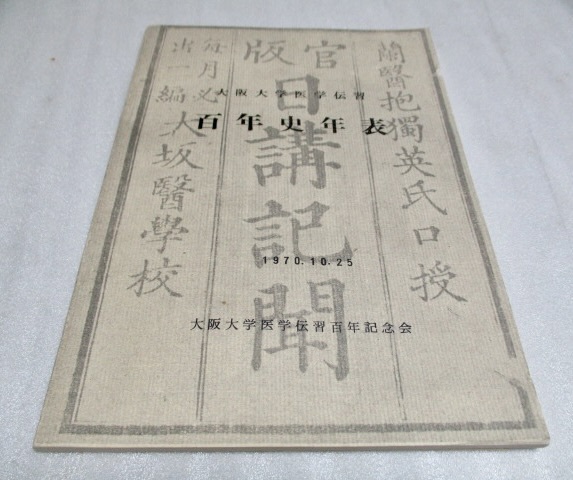 大阪大学医学伝習
百年史年表
1970.10.25
大阪大学医学伝習百年記念会
蘭醫抱獨英氏口授
官版
日講記聞
每月必出一編
大坂醫學校